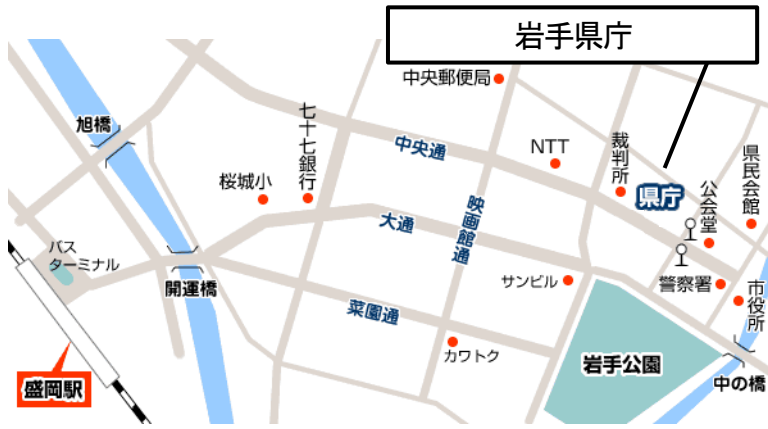 岩手県庁
中央郵便局
旭橋
七十七銀行
中央通
NTT
裁判所
県民会館
桜城小
県庁
公会堂
大通
映画館通
バス
ターミナル
開運橋
サンビル
警察署
市役所
菜園通
カワトク
岩手公園
中の橋
盛岡駅